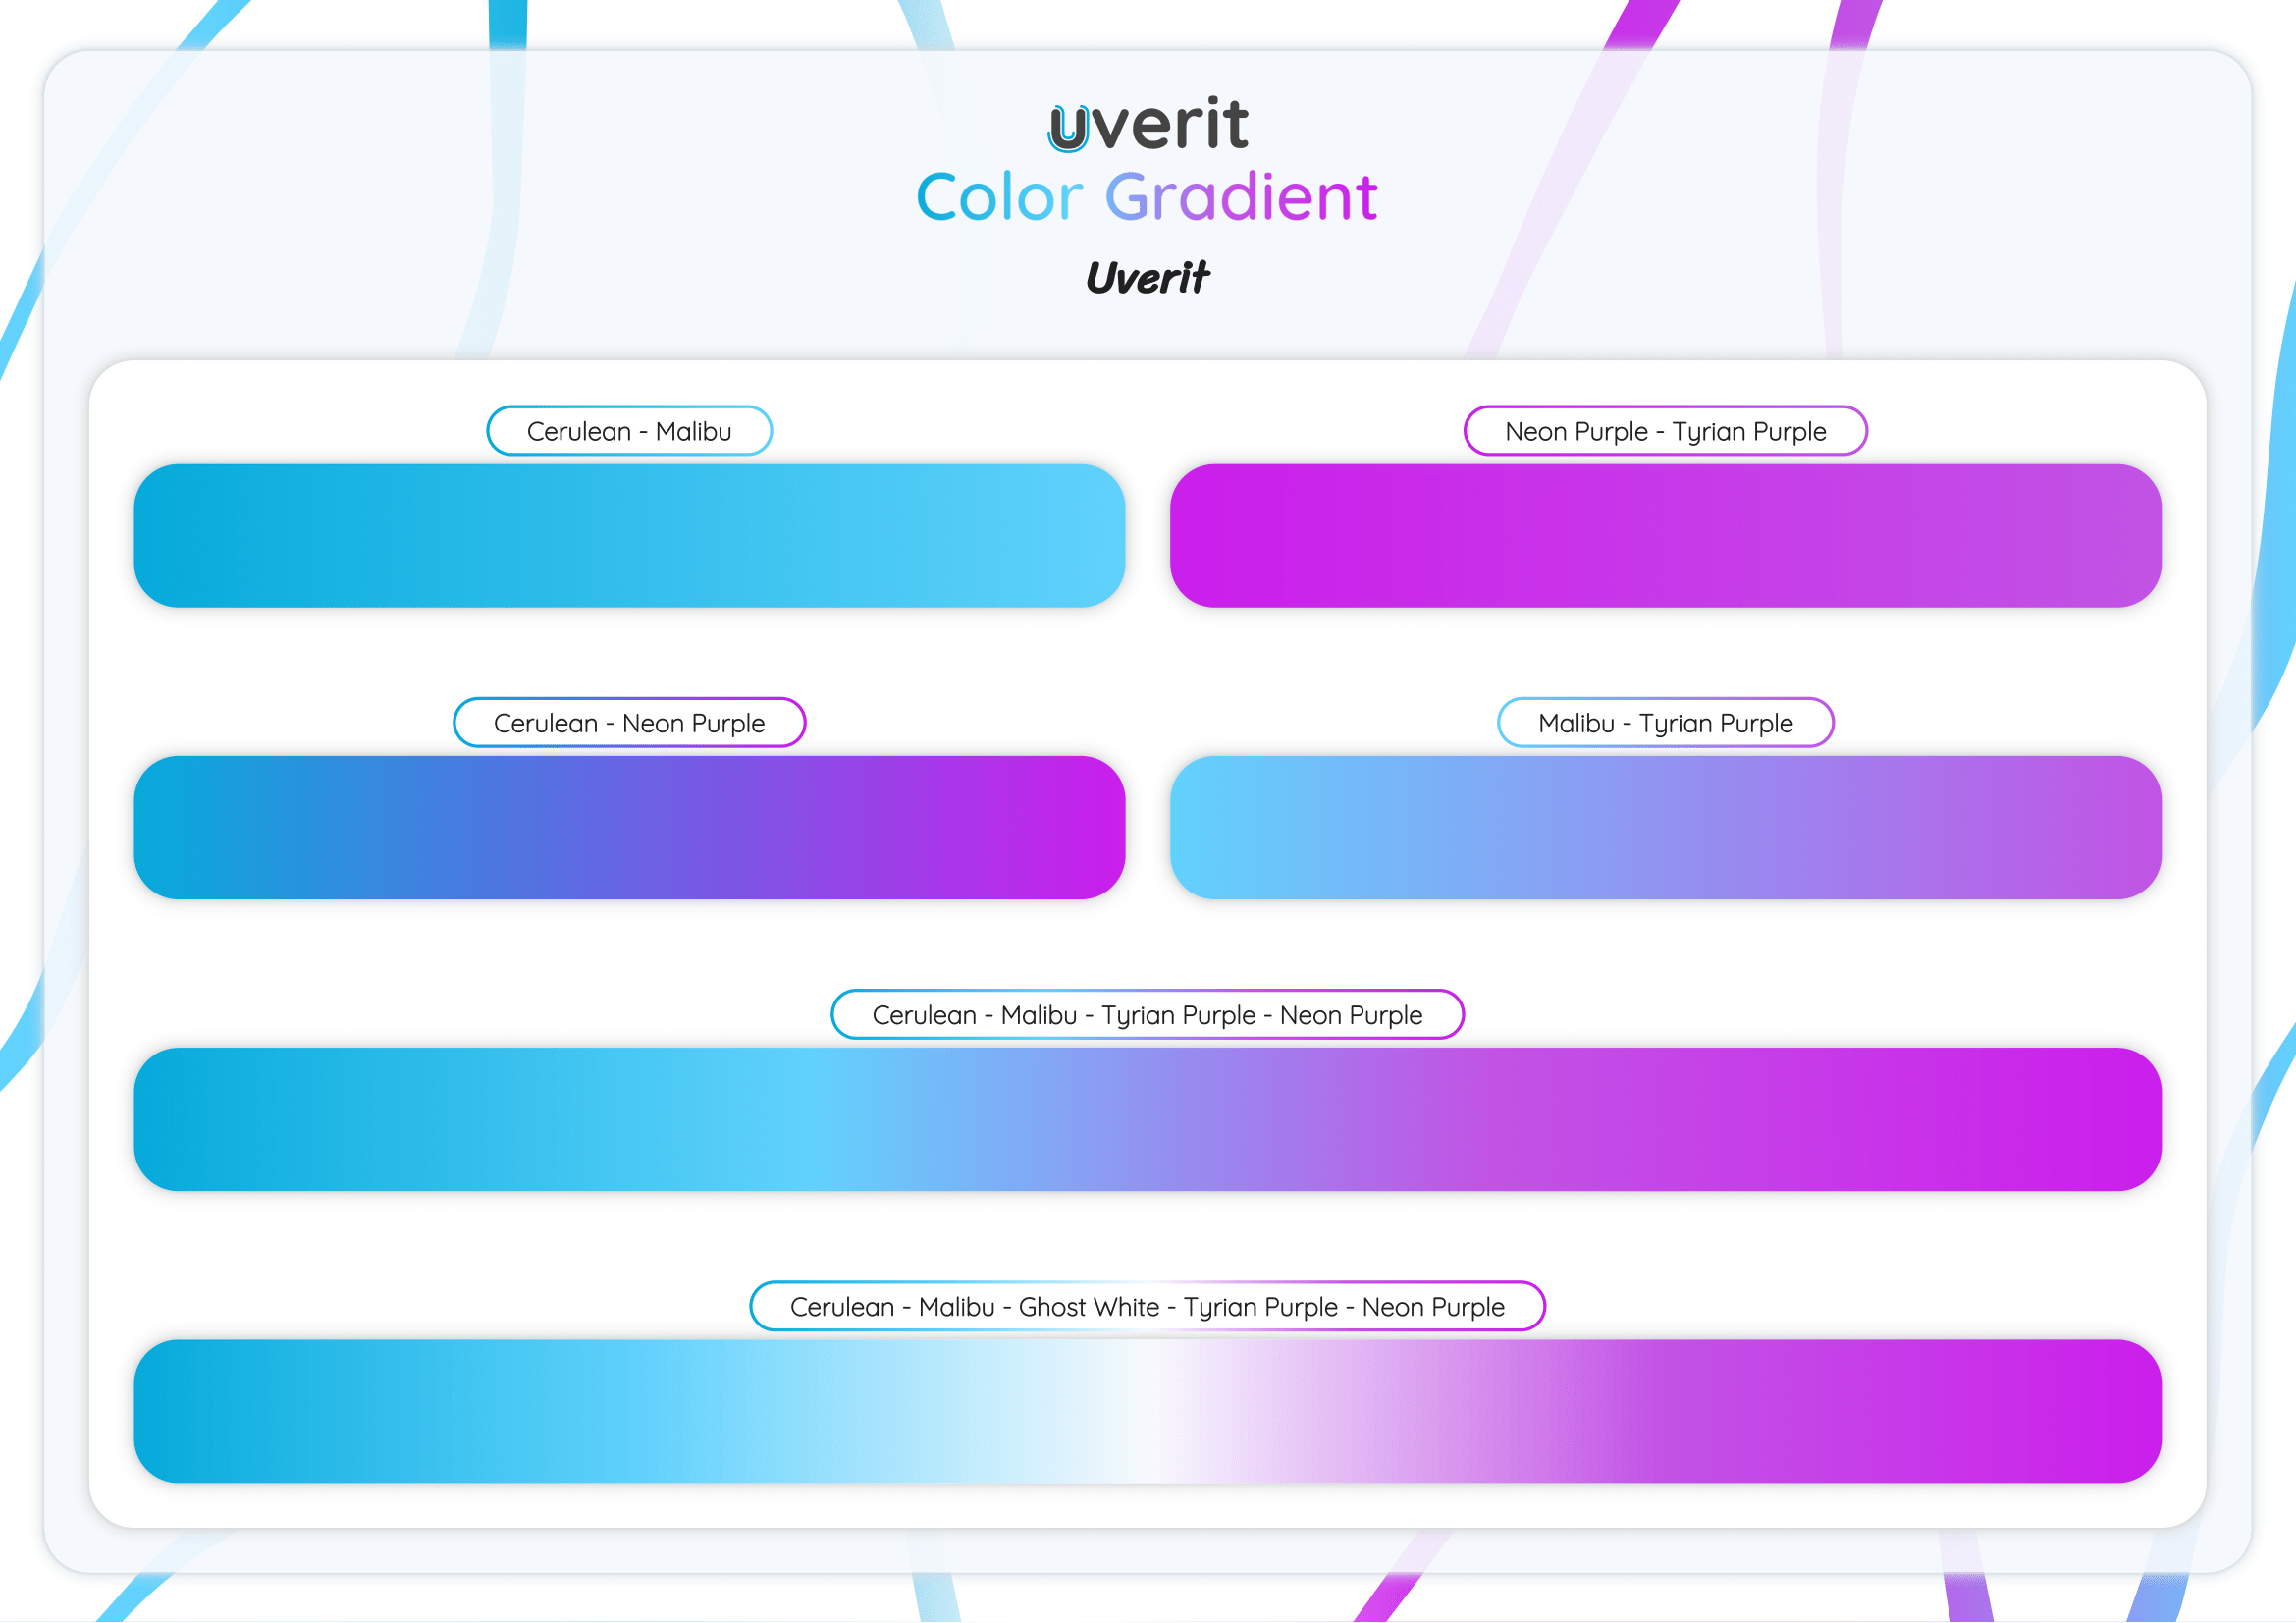 uverit
Color Gradient
Uverit
Cerulean - Malibu
Neon Purple - Tyrian Purple
Cerulean - Neon Purple
Malibu - Tyrian Purple
Cerulean - Malibu - Tyrian Purple - Neon Purple
Cerulean - Malibu - Ghost White - Tyrian Purple - Neon Purple